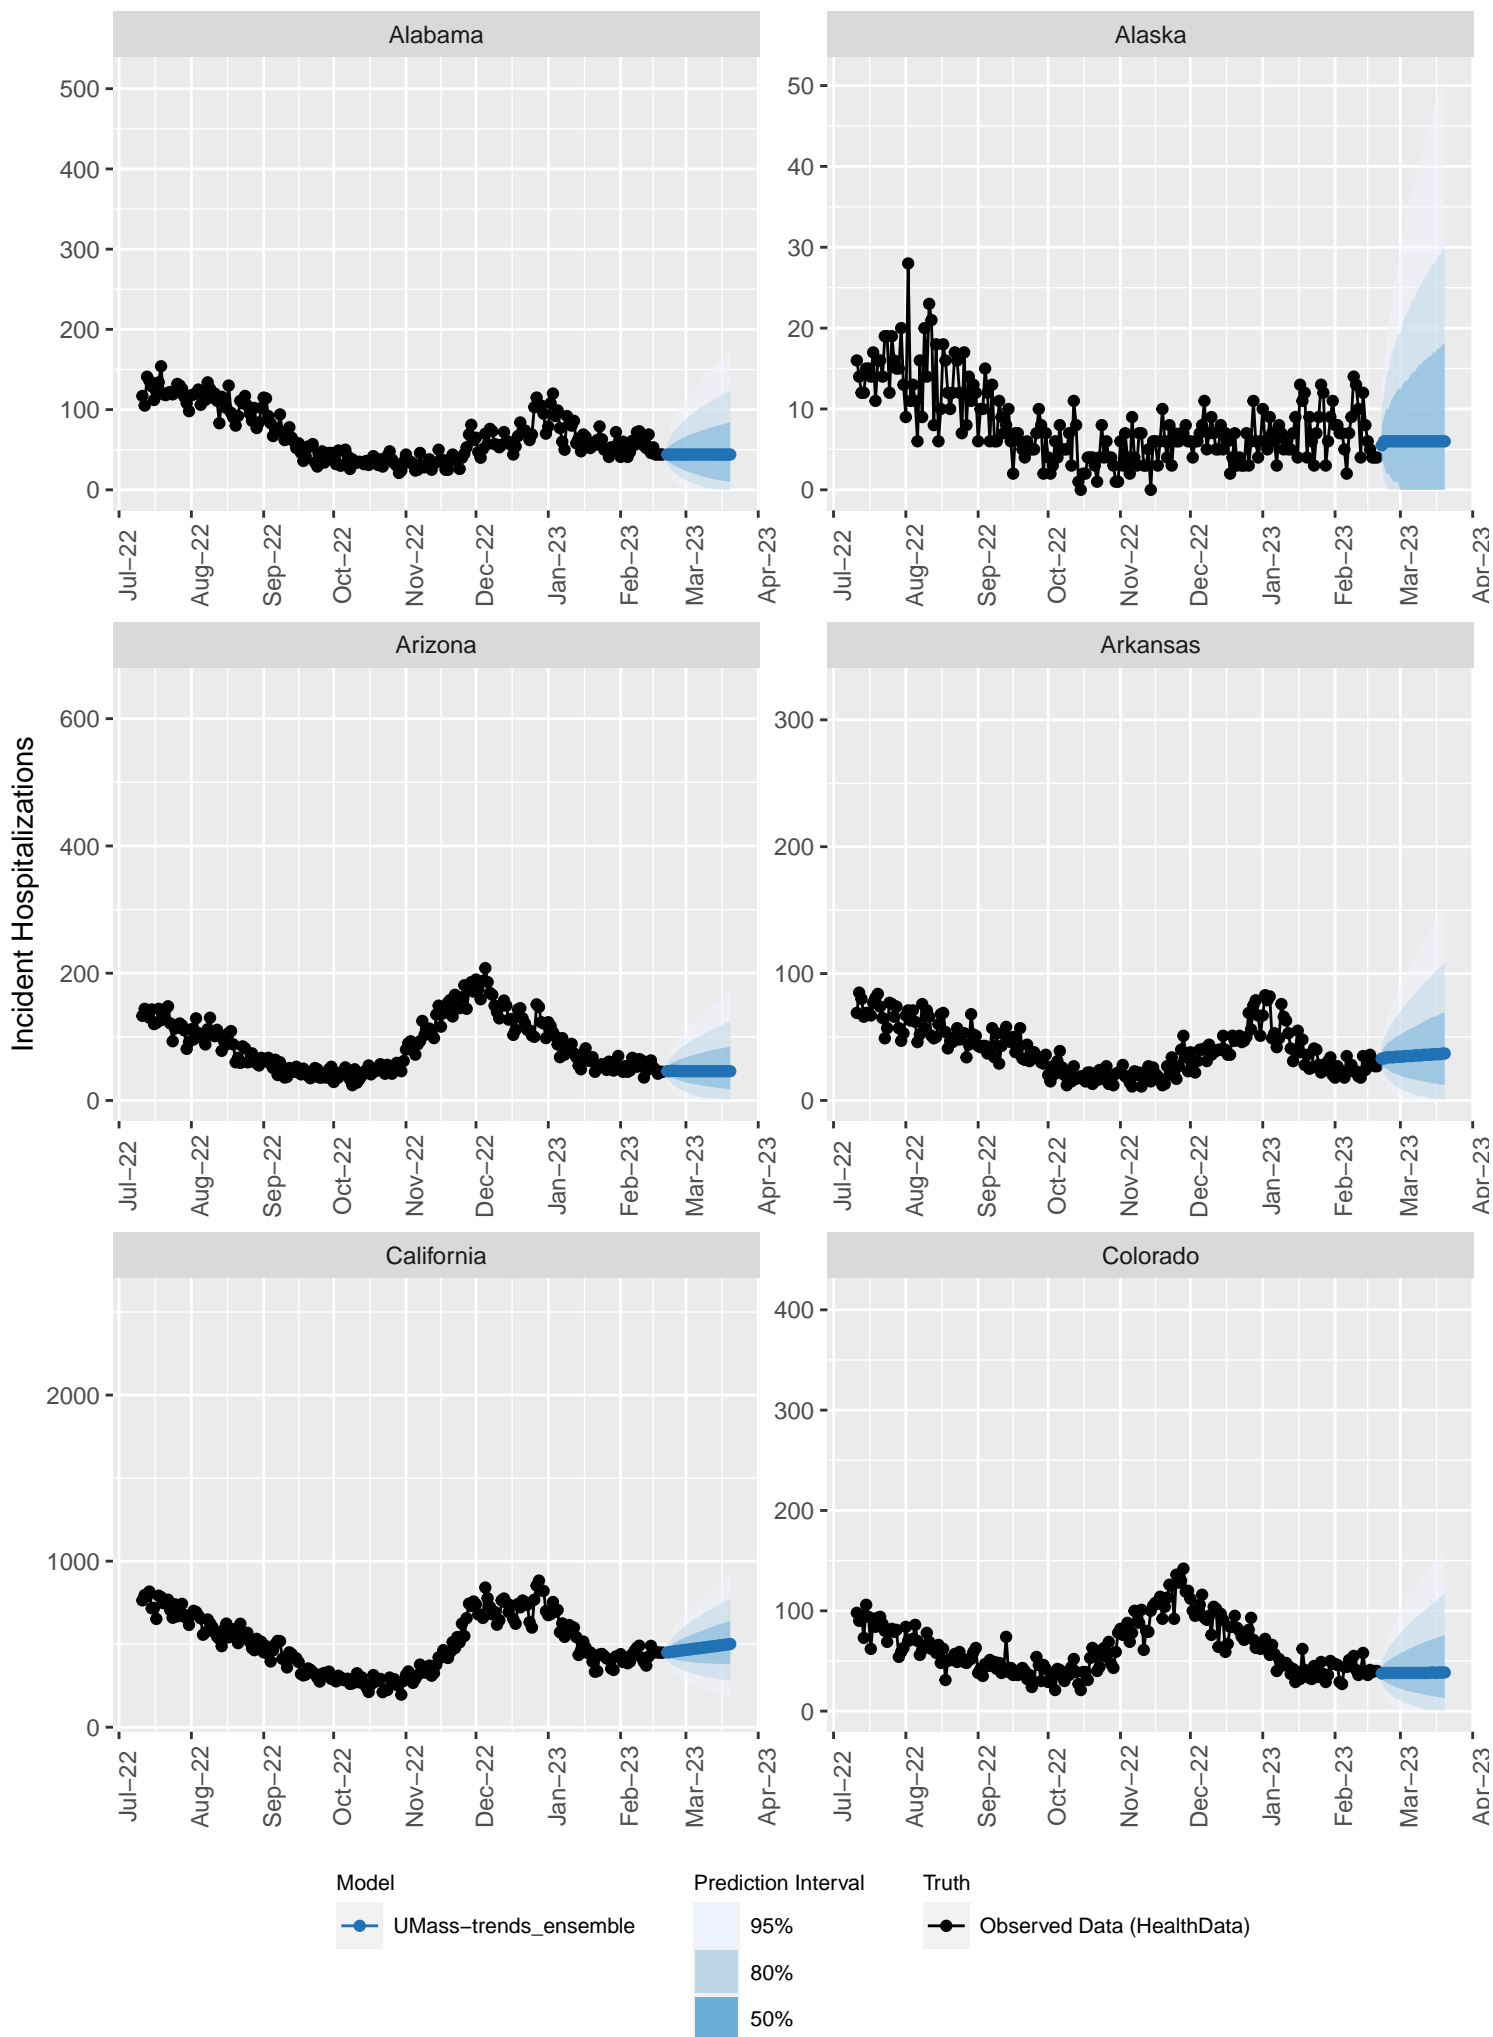 Alabama
Alaska
500
400
300
200
100
0
Jul−22
Aug−22
Sep−22
Oct−22
Nov−22
Dec−22
Jan−23
Feb−23
Mar−23
Apr−23
50
40
30
20
10
0
Jul−22
Aug−22
Sep−22
Oct−22
Nov−22
Dec−22
Jan−23
Feb−23
Mar−23
Apr−23
Incident Hospitalizations
Arizona
Arkansas
600
400
200
0
Jul−22
Aug−22
Sep−22
Oct−22
Nov−22
Dec−22
Jan−23
Feb−23
Mar−23
Apr−23
300
200
100
0
Jul−22
Aug−22
Sep−22
Oct−22
Nov−22
Dec−22
Jan−23
Feb−23
Mar−23
Apr−23
California
Colorado
2000
1000
0
Jul−22
Aug−22
Sep−22
Oct−22
Nov−22
Dec−22
Jan−23
Feb−23
Mar−23
Apr−23
400
300
200
100
0
Jul−22
Aug−22
Sep−22
Oct−22
Nov−22
Dec−22
Jan−23
Feb−23
Mar−23
Apr−23
Model
UMass−trends_ensemble
Prediction Interval
95%
80%
50%
Truth
Observed Data (HealthData)